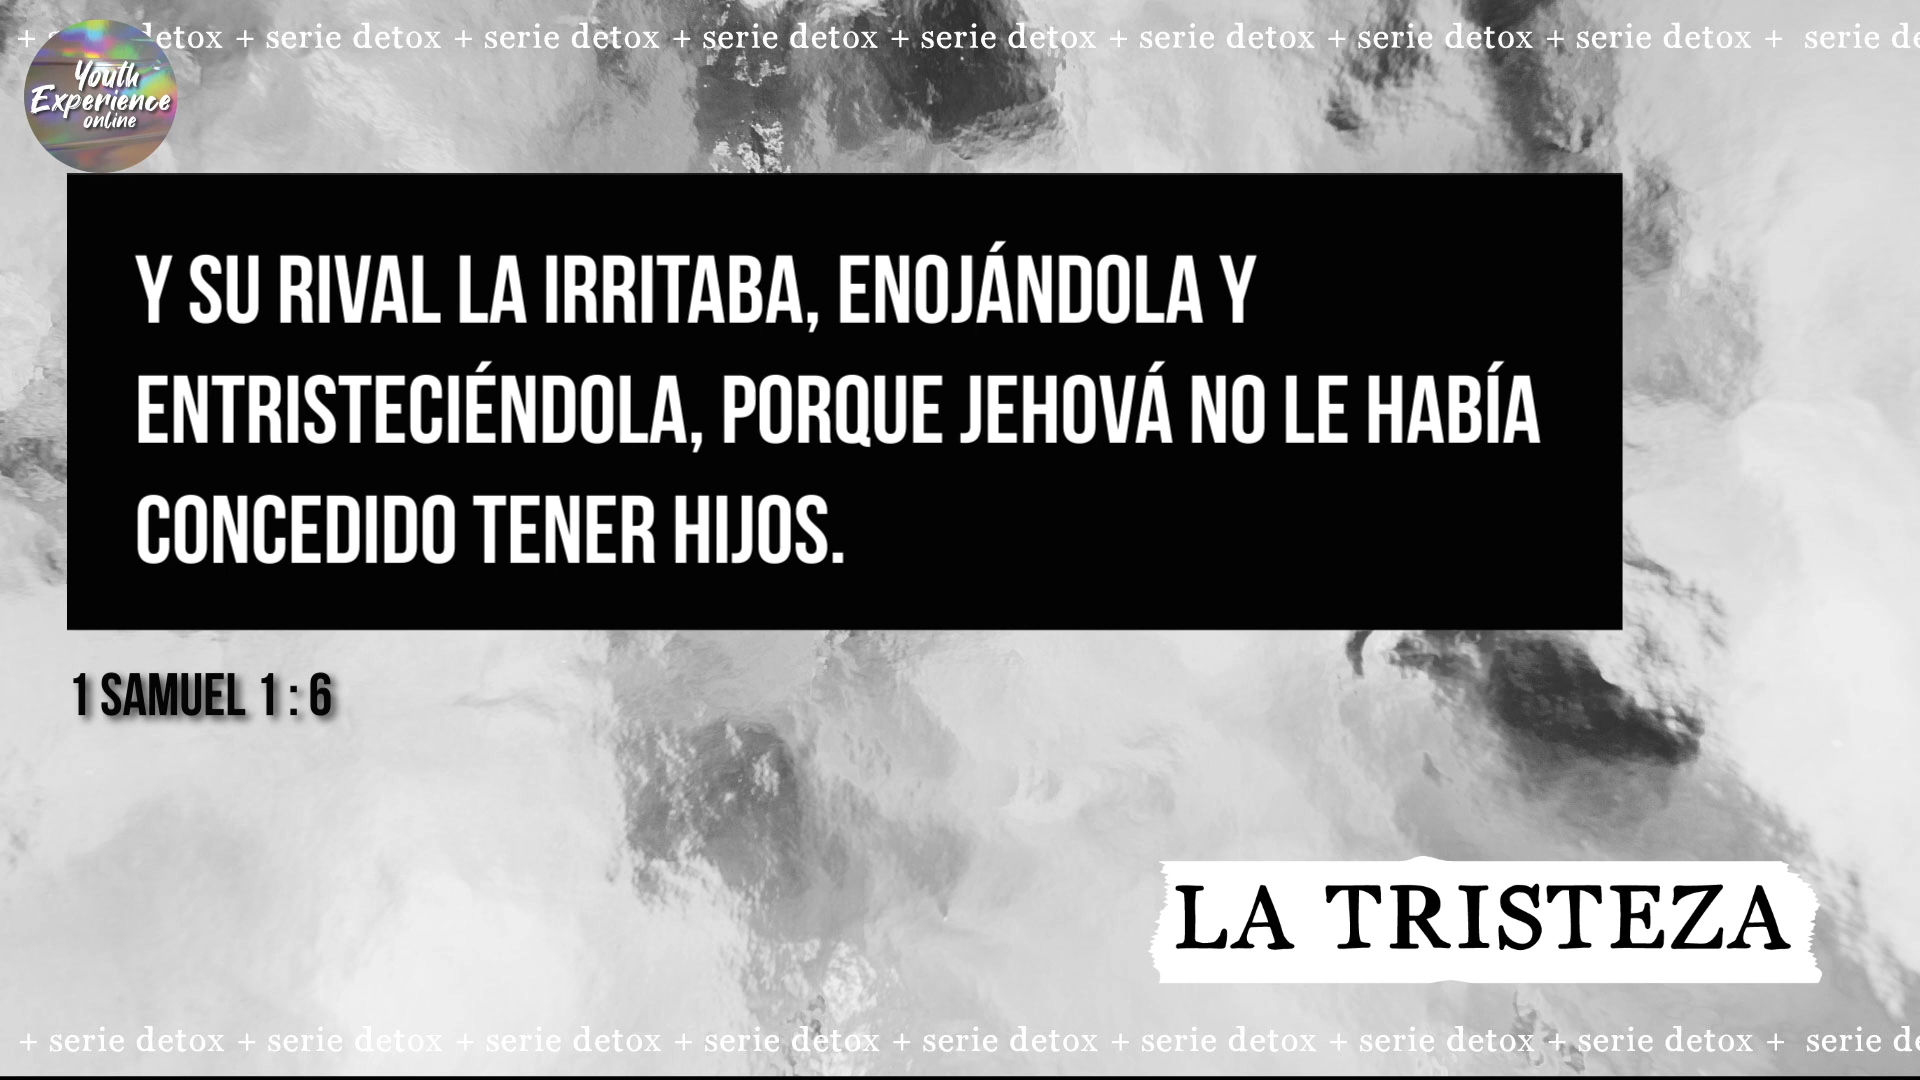 + detox + serie detox + serie detox + serie detox + serie detox + serie detox + serie detox + serie detox + serie
Youth
Experience
online
Y SU RIVAL LA IRRITABA, ENOJÁNDOLA Y
ENTRISTECIÉNDOLA, PORQUE JEHOVÁ NO LE HABÍA
CONCEDIDO TENER HIJOS.
1 SAMUEL 1 : 6
LA TRISTEZA
+ serie detox + serie detox + serie detox + serie detox + serie detox + serie detox + serie detox + serie detox + serie